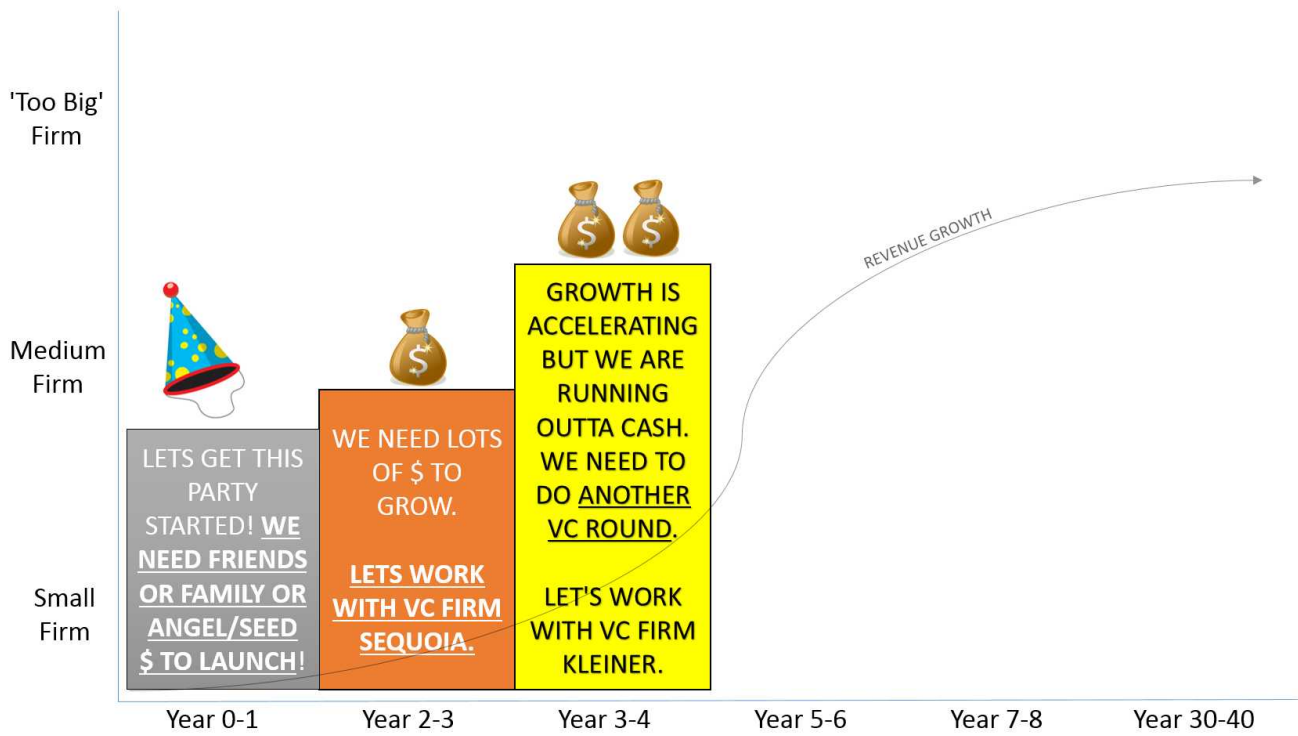 'Too Big'
Firm
Medium
Firm
Small
Firm
LETS GET THIS
PARTY
STARTED! WE
NEED FRIENDS
OR FAMILY OR
ANGEL/SEED
$ TO LAUNCH!
$
WE NEED LOTS
OF $ TO
GROW.
LETS WORK
WITH VC FIRM
SEQUOIA.
$ $
GROWTH IS
ACCELERATING
BUT WE ARE
RUNNING
OUTTA CASH.
WE NEED TO
DO ANOTHER
VC ROUND.
LET'S WORK
WITH VC FIRM
KLEINER.
REVENUE GROWTH
Year 0-1 Year 2-3 Year 3-4 Year 5-6 Year 7-8 Year 30-40